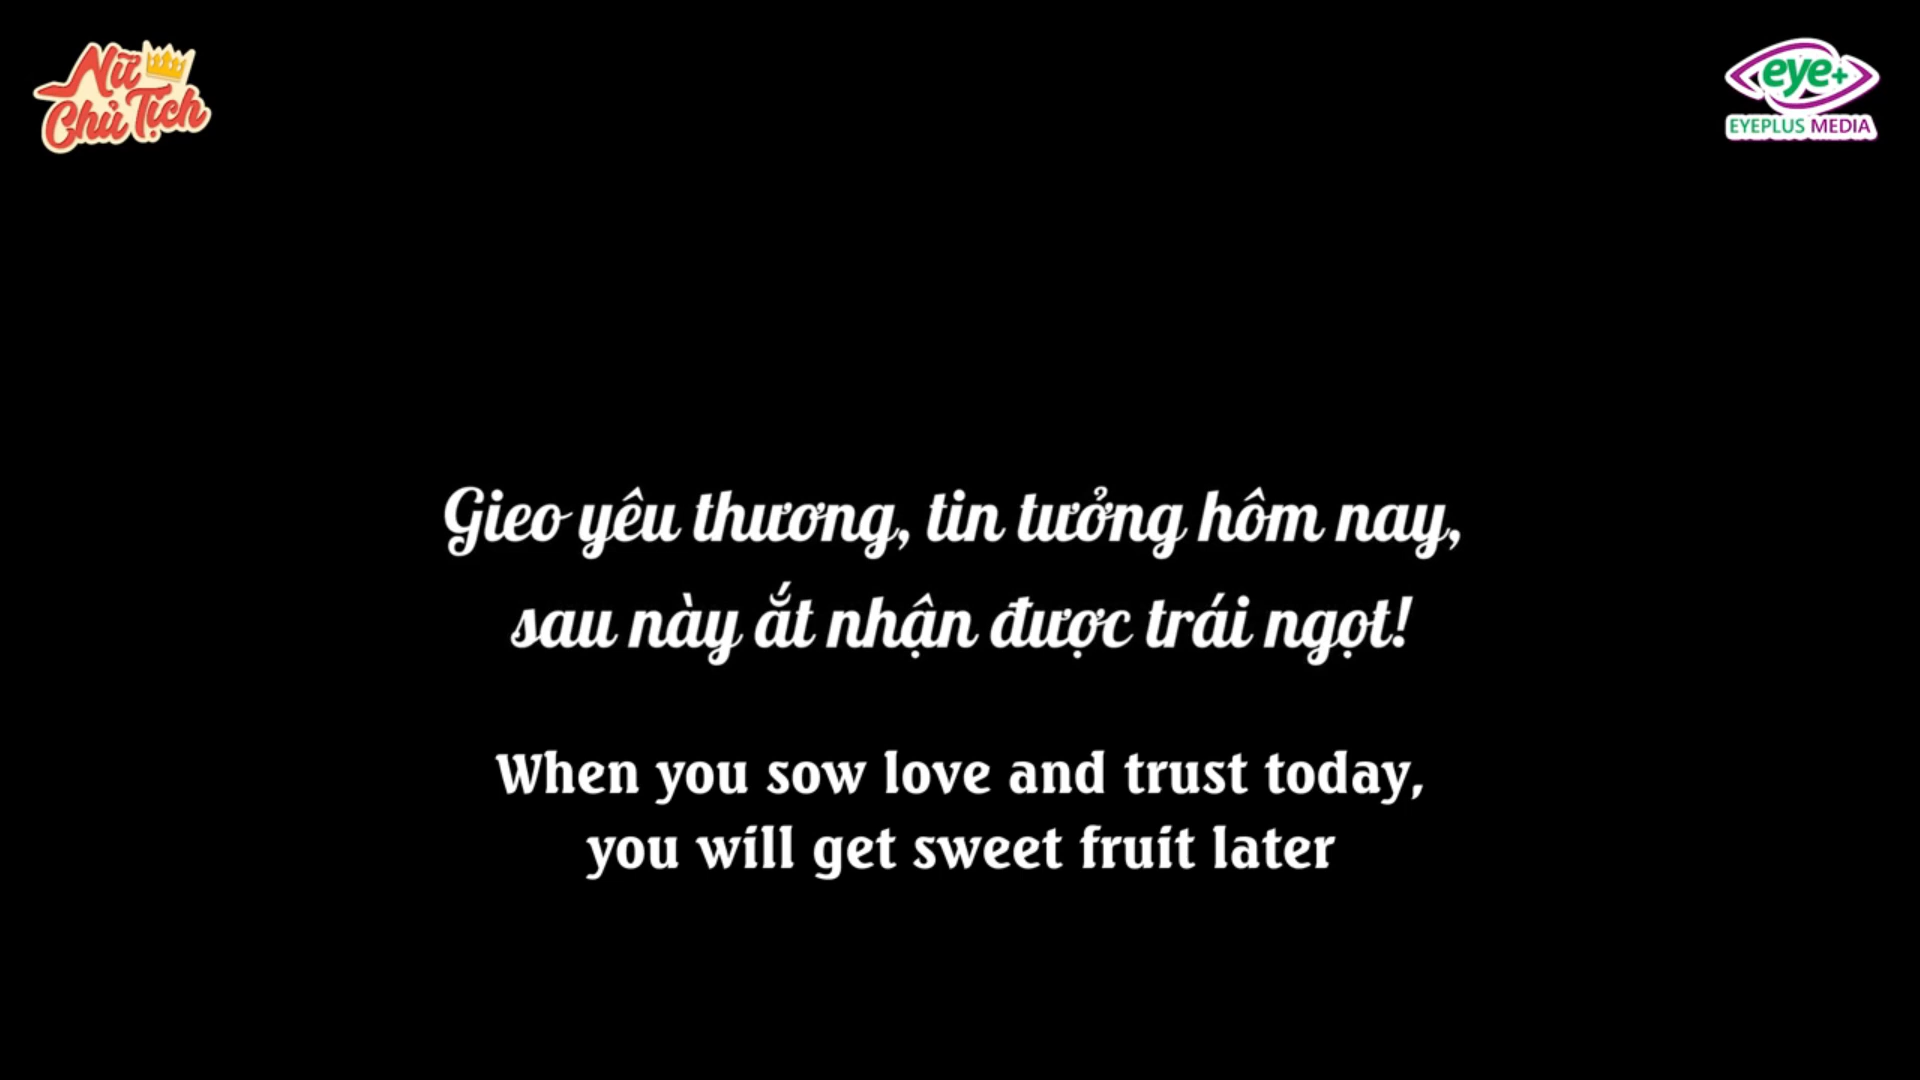 Nữ
Chủ Tịch
eye+
EYEPLUS MEDIA
Gieo yêu thương, tin tưởng hôm nay,
sau này ắt nhận được trái ngọt!
When you sow love and trust today,
you will get sweet fruit later